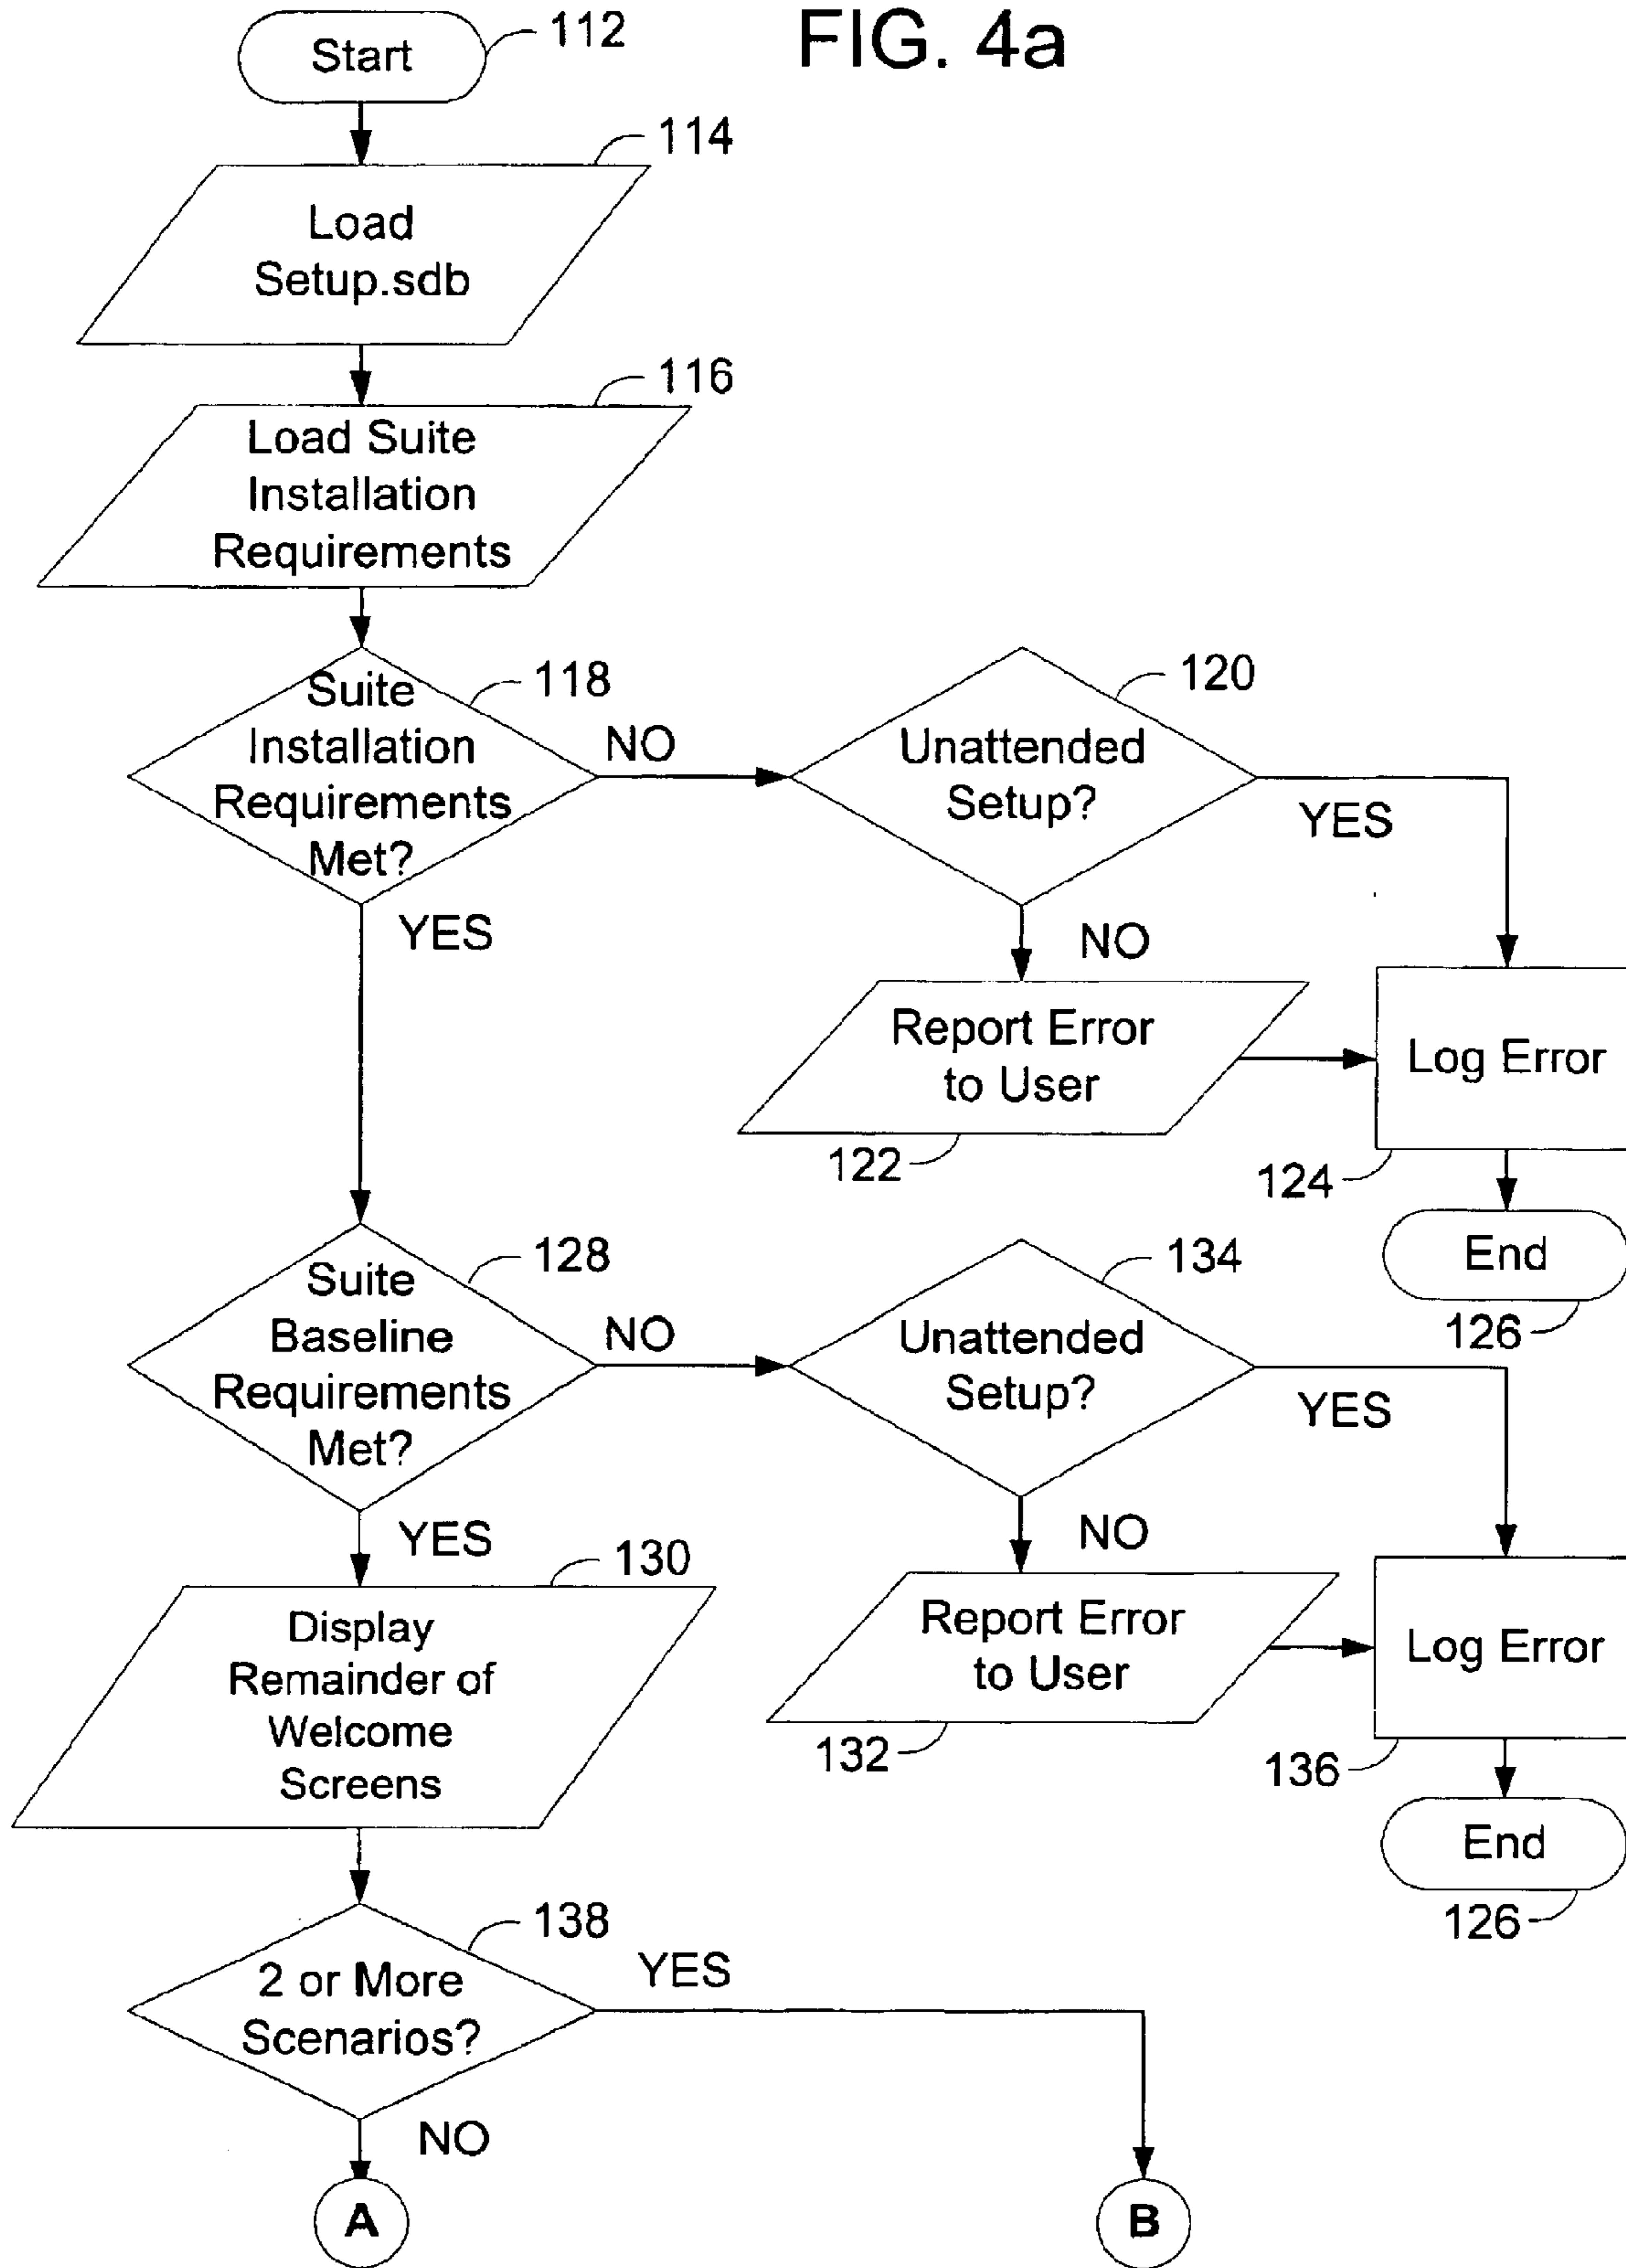 FIG. 4a
Start
112
114
Load
Setup.sdb
116
Load Suite
Installation
Requirements
118
Suite
Installation
Requirements
Met?
NO
YES
120
Unattended
Setup?
YES
NO
Report Error
to User
122
Log Error
124
End
126
128
Suite
Baseline
Requirements
Met?
NO
YES
134
Unattended
Setup?
YES
NO
130
Display
Remainder of
Welcome
Screens
Report Error
to User
132
Log Error
136
End
126
138
2 or More
Scenarios?
YES
NO
A
B